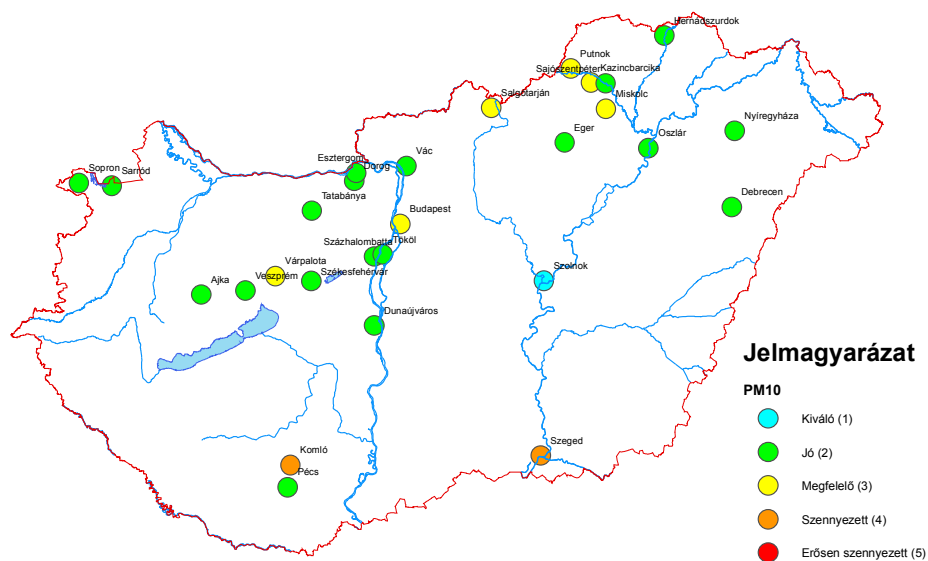 Hernádszurdok
Putnok
Sajószentpéter
Kazincbarcika
Salgótarján
Miskolc
Nyíregyháza
Eger
Oszlár
Vác
Esztergom
Dorog
Sopron
Sarród
Tatabánya
Debrecen
Budapest
Százhalombatta
Tököl
Várpalota
Szolnok
Veszprém
Székesfehérvár
Ajka
Dunaújváros
Jelmagyarázat
PM10
Kiváló (1)
Jó (2)
Megfelelő (3)
Szennyezett (4)
Erősen szennyezett (5)
Szeged
Komló
Pécs